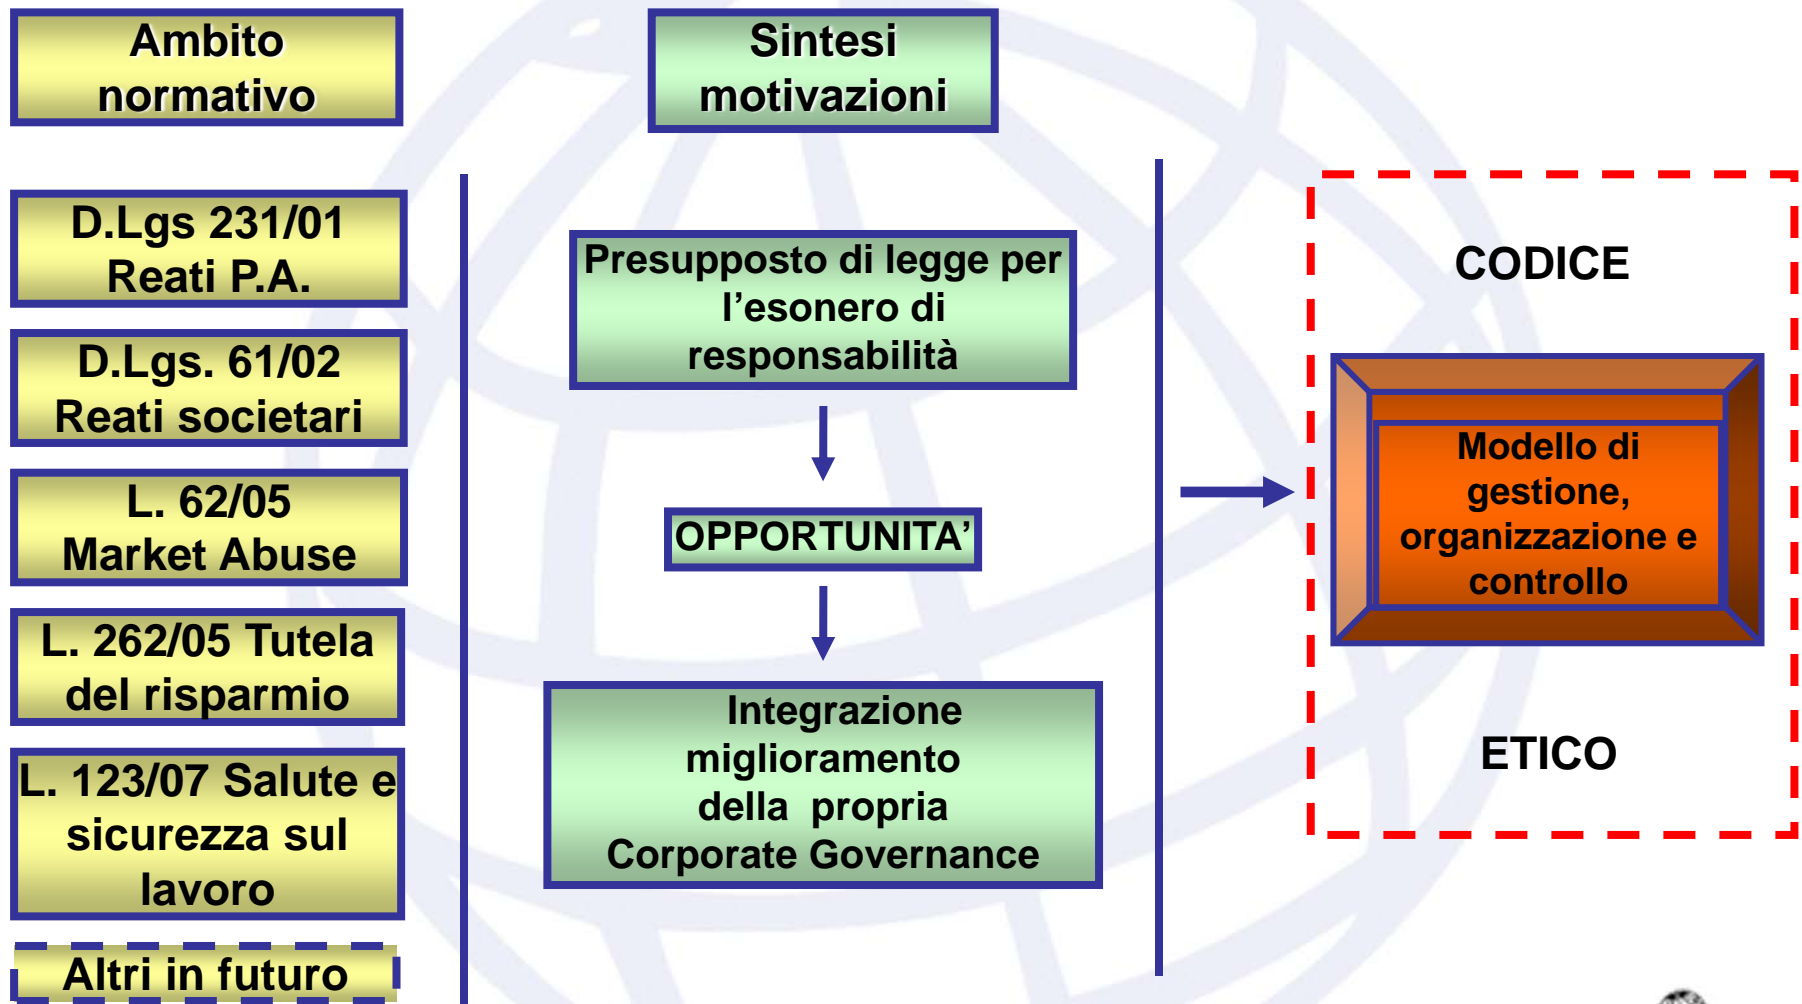 Ambito
normativo
Sintesi
motivazioni
D.Lgs 231/01
Reati P.A.
D.Lgs. 61/02
Reati societari
L. 62/05
Market Abuse
L. 262/05 Tutela
del risparmio
L. 123/07 Salute e
sicurezza sul
lavoro
Altri in futuro
Presupposto di legge per
l’esonero di
responsabilità
OPPORTUNITA’
Integrazione
miglioramento
della propria
Corporate Governance
CODICE
Modello di
gestione,
organizzazione e
controllo
ETICO